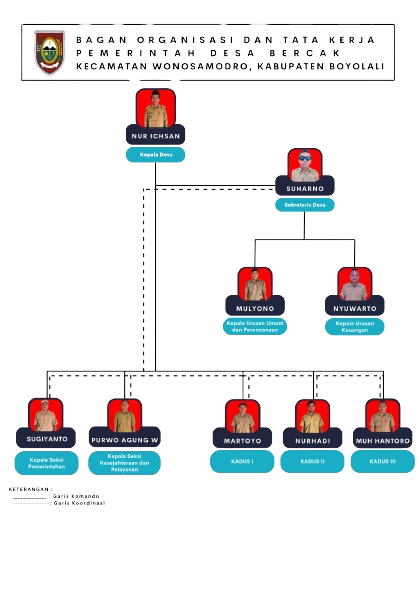 BAGAN ORGANISASI DAN TATA KERJA
PEMERINTAH DESA BERCAK
KECAMATAN WONOSAMODRO, KABUPATEN BOYOLALI
NUR ICHSAN
Kepala Desa
SUHARNO
Sekretaris Desa
MULYONO
Kepala Urusan Umum
dan Perencanaan
NYUWARTO
Kepala Urusan
Keuangan
SUGIYANTO
Kepala Seksi
Pemerintahan
PURWO AGUNG W
Kepala Seksi
Kesejahteraan dan
Pelayanan
MARTOYO
KADUS I
NURHADI
KADUS II
MUH HANTORO
KADUS III
KETERANGAN :
____________ : Garis Komando
-------------: Garis Koordinasi